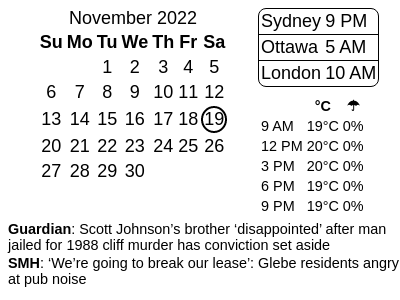 November 2022
Su Mo Tu We Th Fr Sa
1 2 3 4 5
6 7 8 9 10 11 12
13 14 15 16 17 18 19
20 21 22 23 24 25 26
27 28 29 30
Sydney 9 PM
Ottawa 5 AM
London 10 AM
°C ☂
9 AM 19°C 0%
12 PM 20°C 0%
3 PM 20°C 0%
6 PM 19°C 0%
9 PM 19°C 0%
Guardian: Scott Johnson’s brother ‘disappointed’ after man
jailed for 1988 cliff murder has conviction set aside
SMH: ‘We’re going to break our lease’: Glebe residents angry
at pub noise